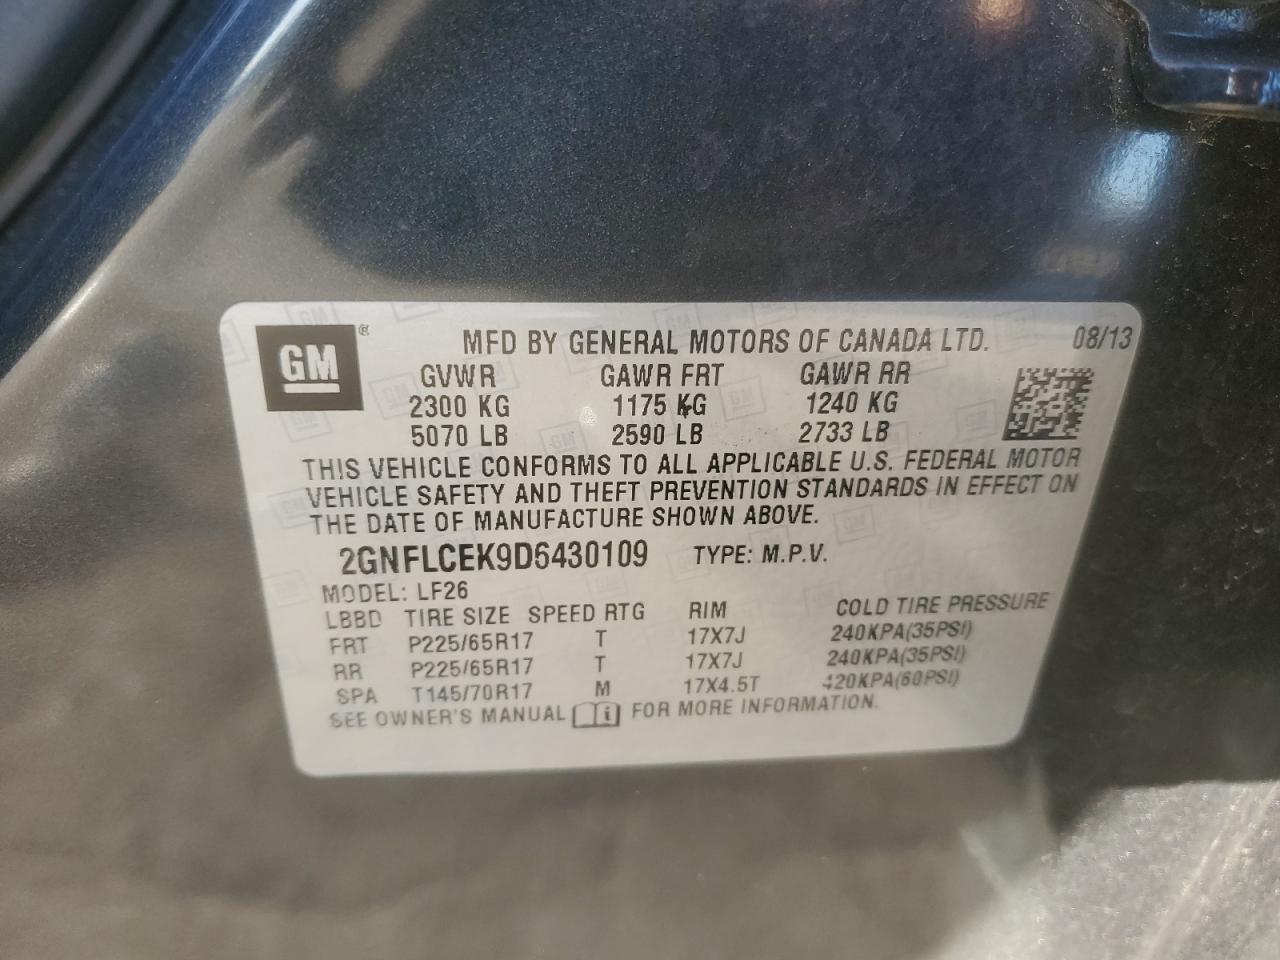 GM ®
MFD BY GENERAL MOTORS OF CANADA LTD. 08/13
GVWR GAWR FRT GAWR RR
2300 KG 1175 KG 1240 KG
5070 LB 2590 LB 2733 LB
THIS VEHICLE CONFORMS TO ALL APPLICABLE U.S. FEDERAL MOTOR
VEHICLE SAFETY AND THEFT PREVENTION STANDARDS IN EFFECT ON
THE DATE OF MANUFACTURE SHOWN ABOVE.
2GNFLCEK9D6430109 TYPE: M.P.V.
MODEL: LF26
LBBD TIRE SIZE SPEED RTG RIM COLD TIRE PRESSURE
FRT P225/65R17 T 17X7J 240KPA(35PSI)
RR P225/65R17 T 17X7J 240KPA(35PSI)
SPA T145/70R17 M 17X4.5T 420KPA(60PSI)
SEE OWNER'S MANUAL i FOR MORE INFORMATION.